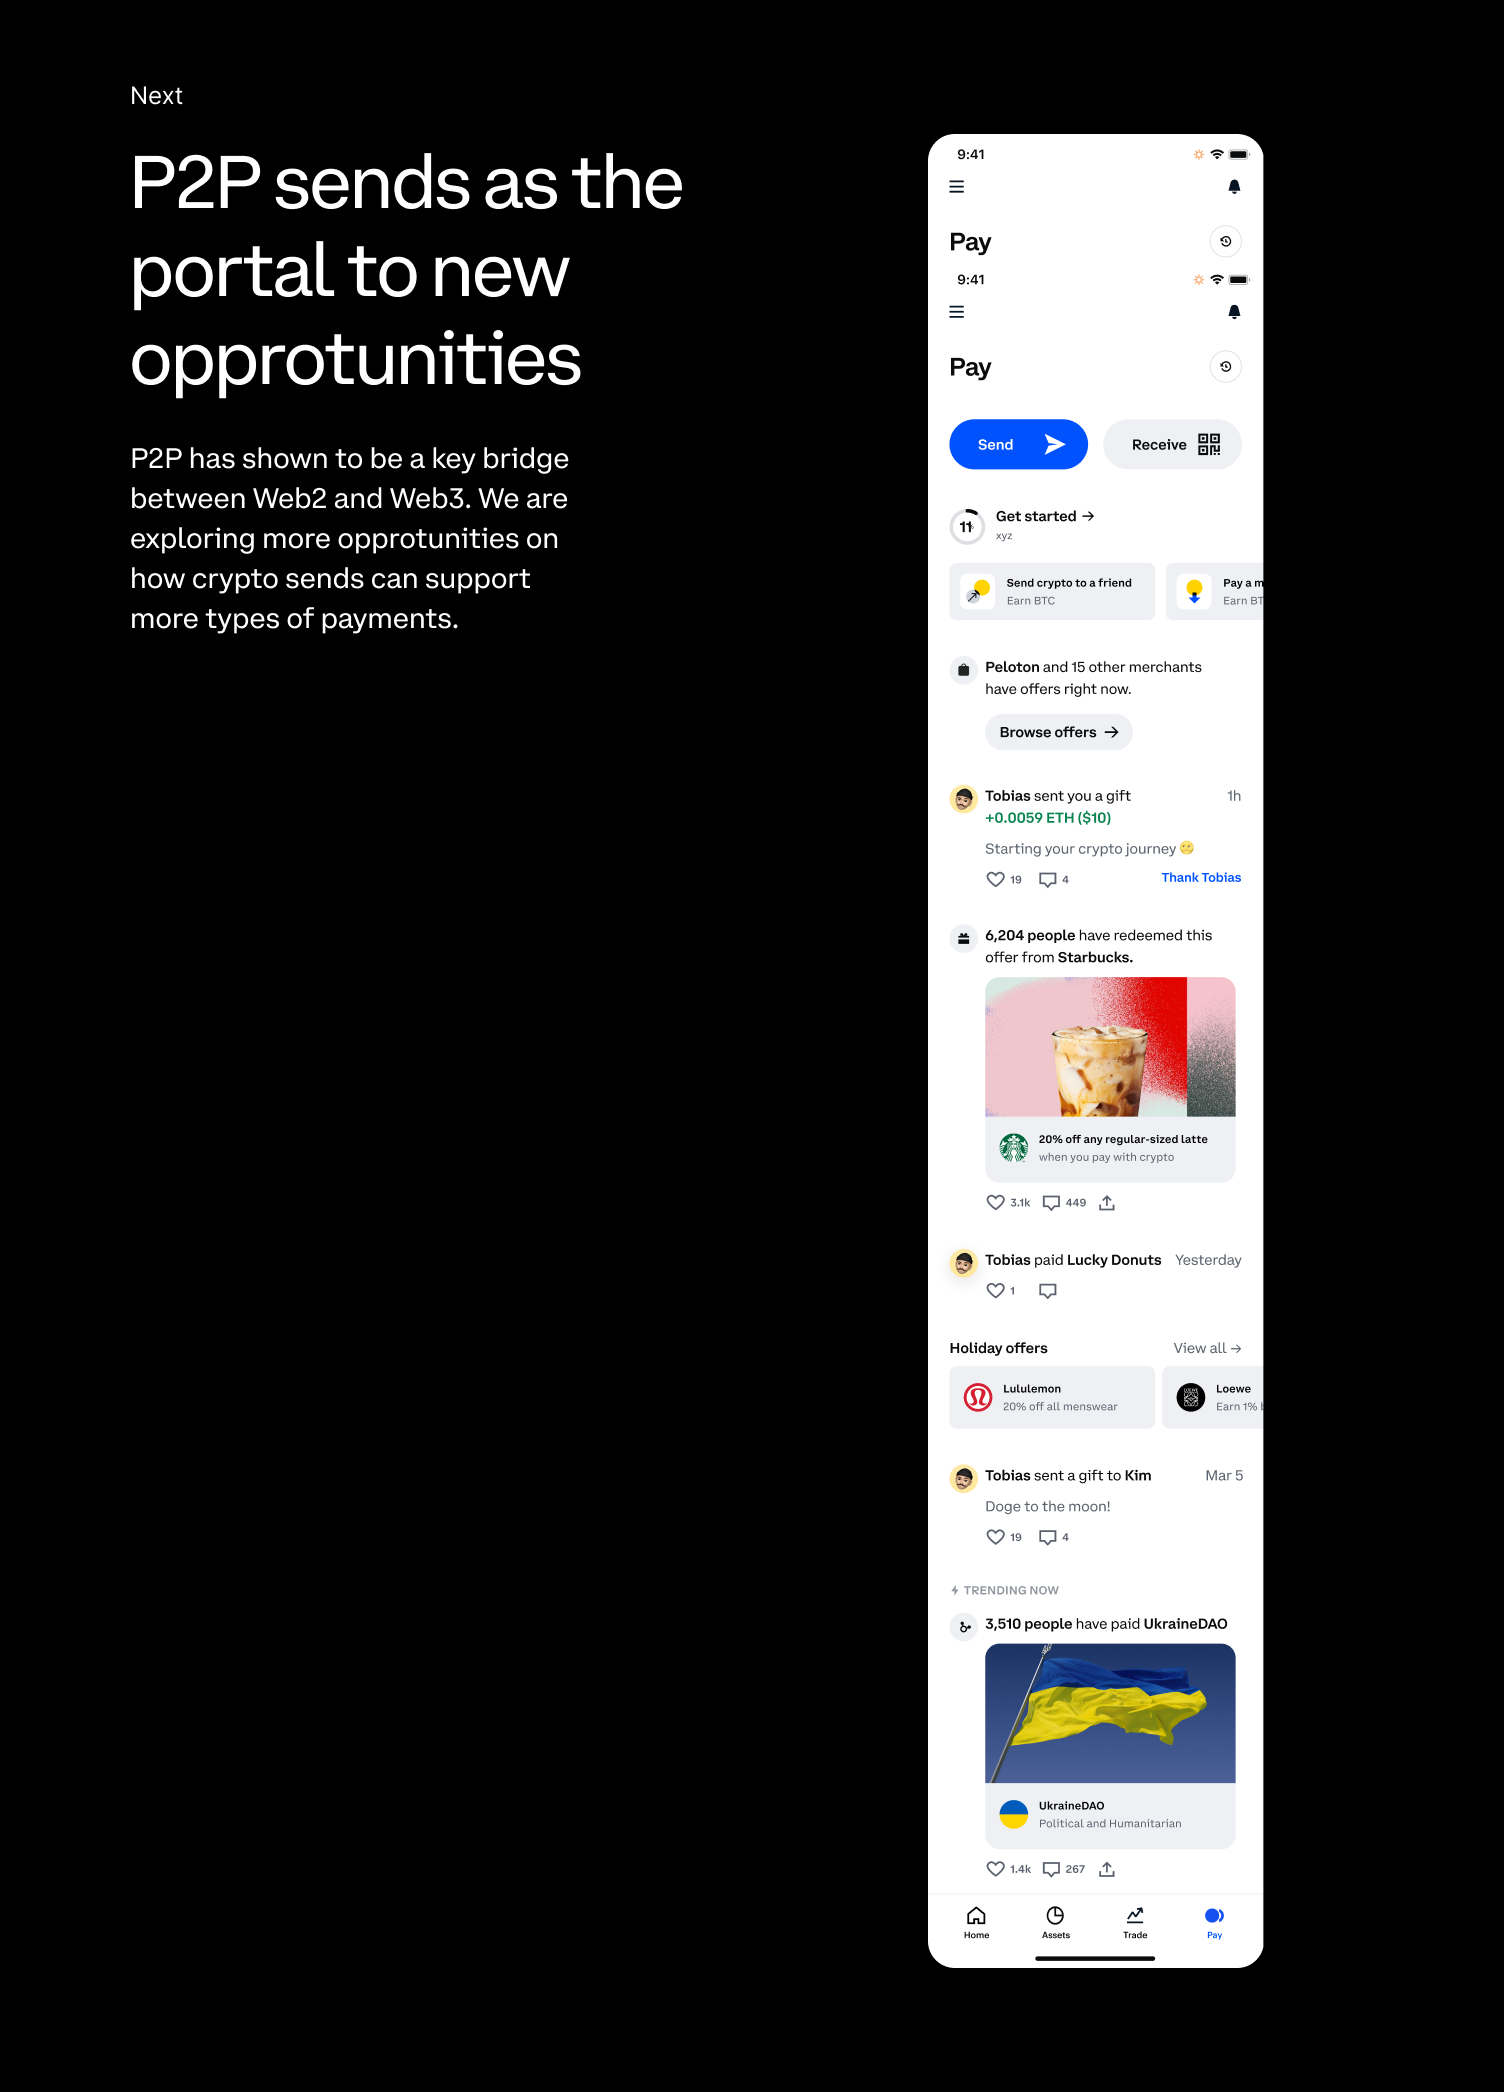 Next
P2P sends as the
portal to new
opprotunities
P2P has shown to be a key bridge
between Web2 and Web3. We are
exploring more opprotunities on
how crypto sends can support
more types of payments.
9:41
Pay
9:41
Pay
Send
Receive
11
Get started →
xyz
Send crypto to a friend
Earn BTC
Pay a m
Earn BT
Peloton and 15 other merchants
have offers right now.
Browse offers →
Tobias sent you a gift 1h
+0.0059 ETH ($10)
Starting your crypto journey 🙄
19 4 Thank Tobias
6,204 people have redeemed this
offer from Starbucks.
20% off any regular-sized latte
when you pay with crypto
3.1k 449
Tobias paid Lucky Donuts Yesterday
1
Holiday offers View all →
Lululemon
20% off all menswear
LOEWE
Loewe
Earn 1% b
Tobias sent a gift to Kim Mar 5
Doge to the moon!
19 4
TRENDING NOW
3,510 people have paid UkraineDAO
UkraineDAO
Political and Humanitarian
1.4k 267
Home Assets Trade Pay